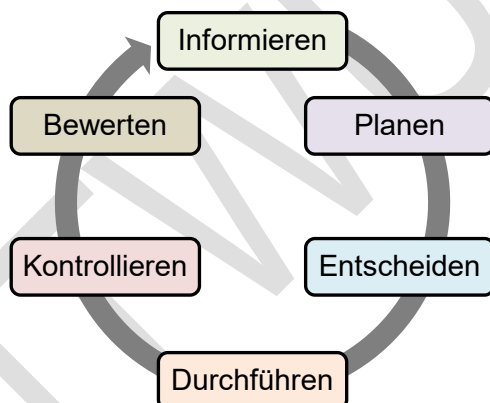 Informieren
Planen
Entscheiden
Durchführen
Kontrollieren
Bewerten